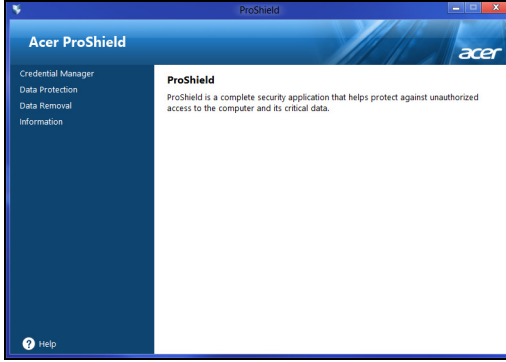 ProShield
Acer ProShield
acer
Credential Manager
Data Protection
Data Removal
Information
ProShield
ProShield is a complete security application that helps protect against unauthorized
access to the computer and its critical data.
? Help